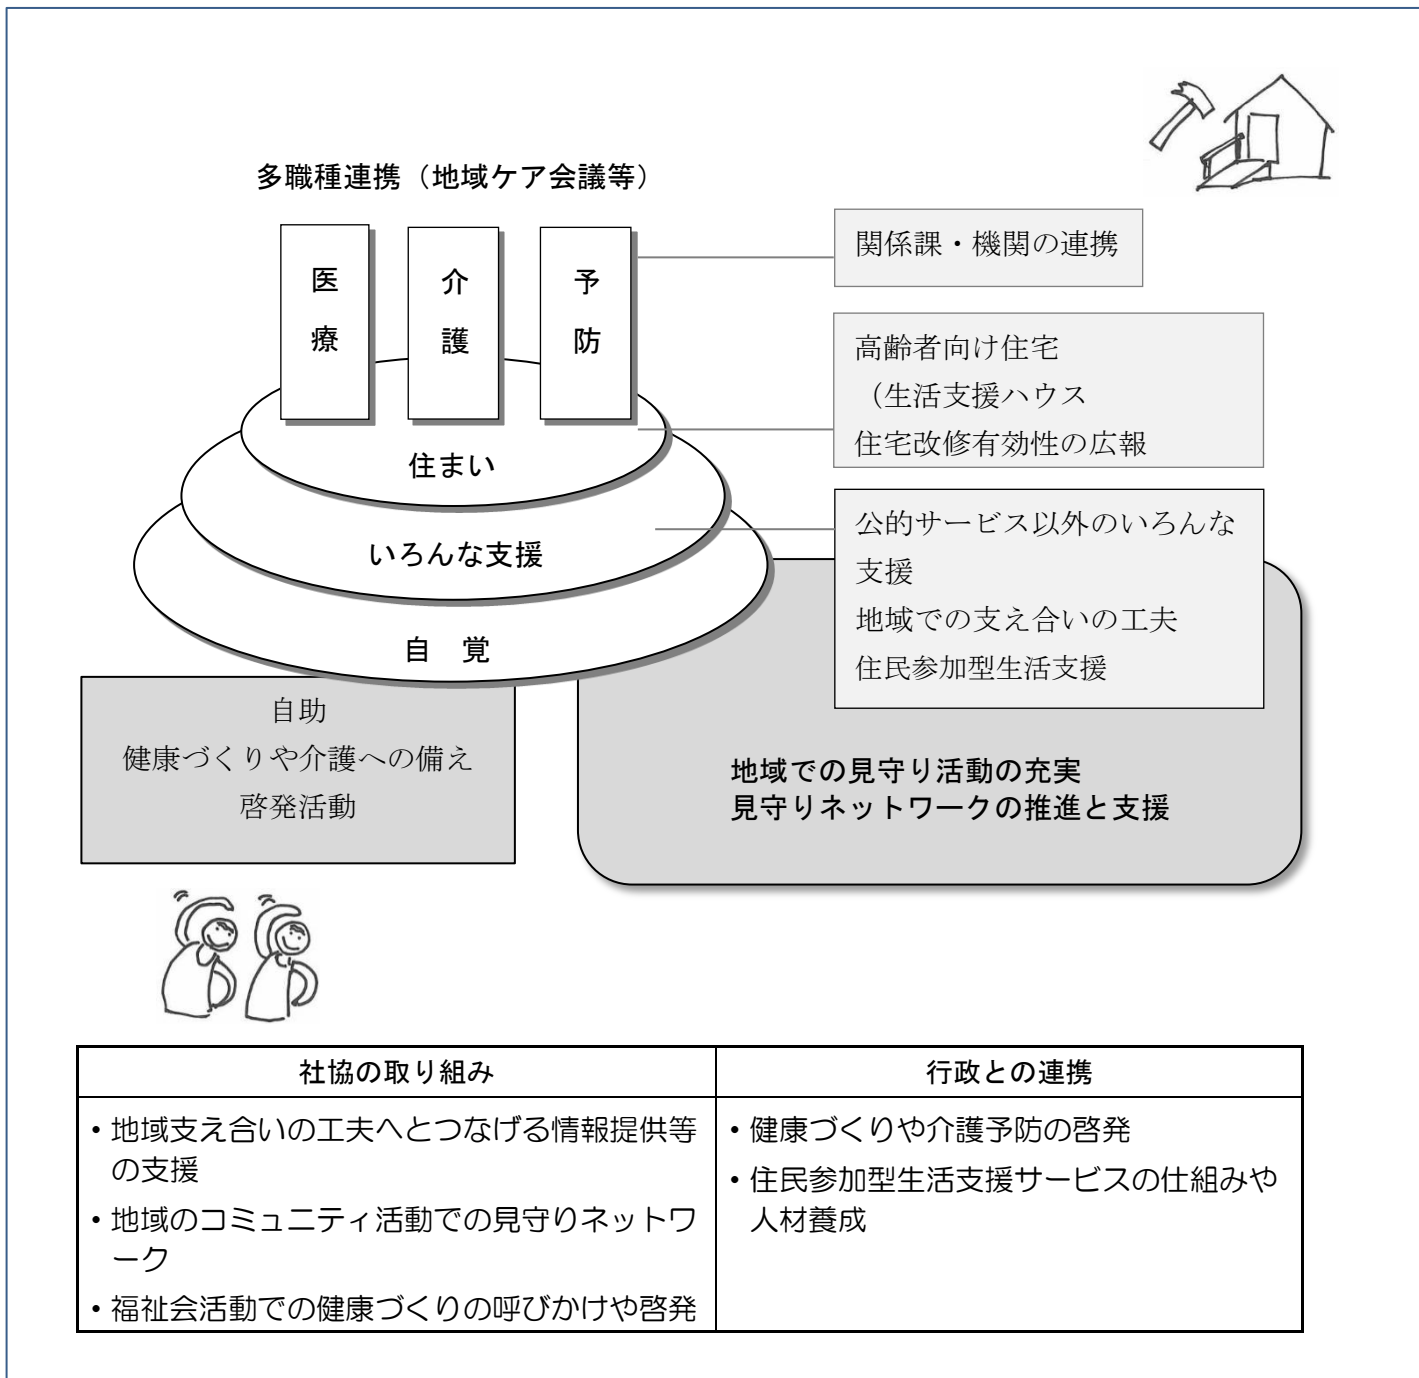 多職種連携（地域ケア会議等）
医療
介護
予防
関係課・機関の連携
高齢者向け住宅
（生活支援ハウス
住宅改修有効性の広報
住まい
公的サービス以外のいろんな
支援
地域での支え合いの工夫
住民参加型生活支援
いろんな支援
自　覚
自助
健康づくりや介護への備え
啓発活動
地域での見守り活動の充実
見守りネットワークの推進と支援
社協の取り組み
・地域支え合いの工夫へとつなげる情報提供等
の支援
・地域のコミュニティ活動での見守りネットワ
ーク
・福祉会活動での健康づくりの呼びかけや啓発
行政との連携
・健康づくりや介護予防の啓発
・住民参加型生活支援サービスの仕組みや
人材養成